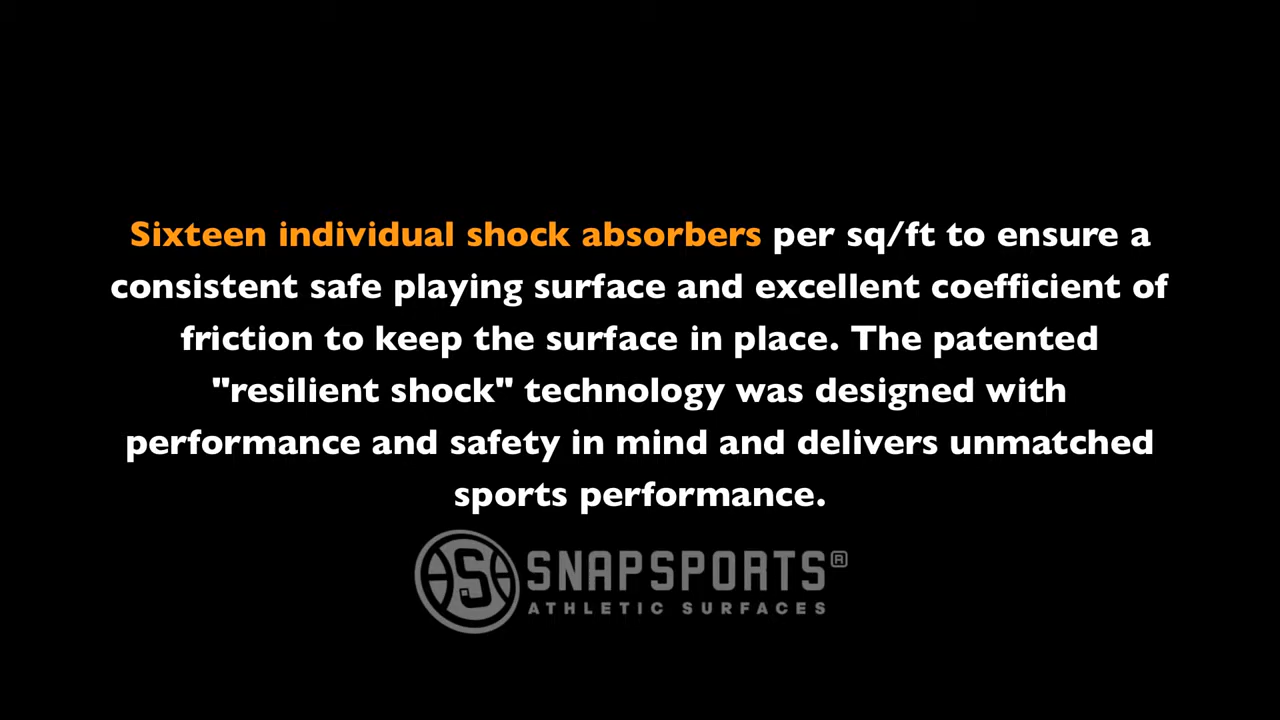 Sixteen individual shock absorbers per sq/ft to ensure a
consistent safe playing surface and excellent coefficient of
friction to keep the surface in place. The patented
"resilient shock" technology was designed with
performance and safety in mind and delivers unmatched
sports performance.
S SNAPSPORTS®
ATHLETIC SURFACES